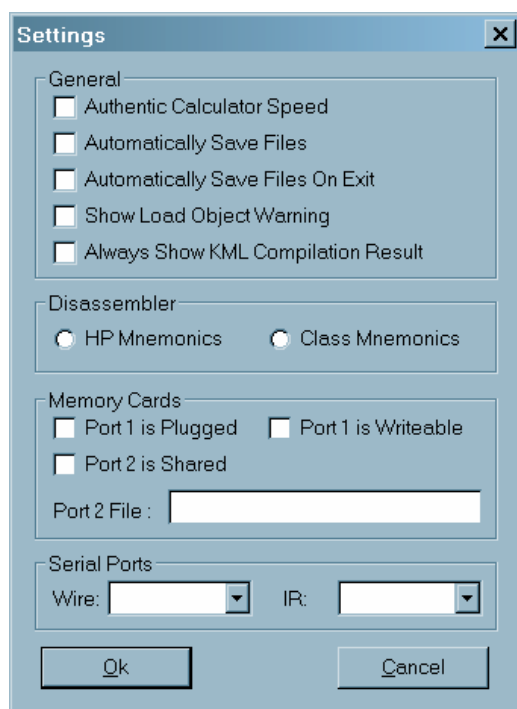 Settings
General
Authentic Calculator Speed
Automatically Save Files
Automatically Save Files On Exit
Show Load Object Warning
Always Show KML Compilation Result
Disassembler
HP Mnemonics Class Mnemonics
Memory Cards
Port 1 is Plugged Port 1 is Writeable
Port 2 is Shared
Port 2 File :
Serial Ports
Wire: IR:
Ok Cancel